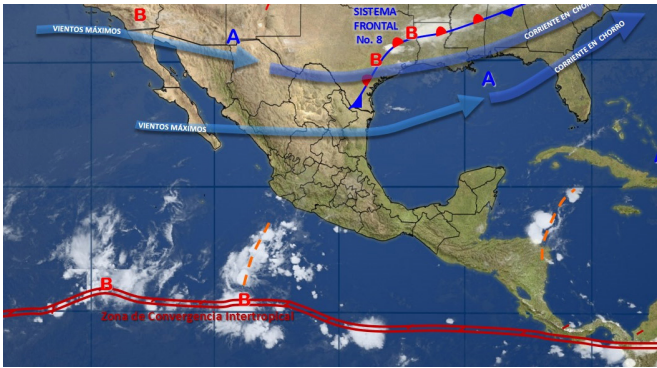 B
SISTEMA
FRONTAL
No. 8
CORRIENTE EN CHORRO
VIENTOS MÁXIMOS
A
B
B
CORRIENTE EN CHORRO
A
VIENTOS MÁXIMOS
B
B
Zona de Convergencia Intertropical